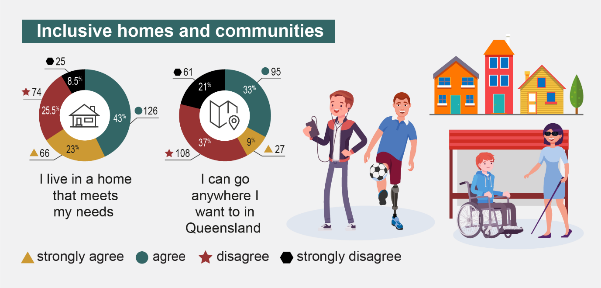 Inclusive homes and communities
25
61
8.5%
95
21%
33%
74
25.5%
43%
126
23%
37%
9%
66
108
27
I live in a home
that meets
my needs
I can go
anywhere I
want to in
Queensland
strongly agree
agree
disagree
strongly disagree